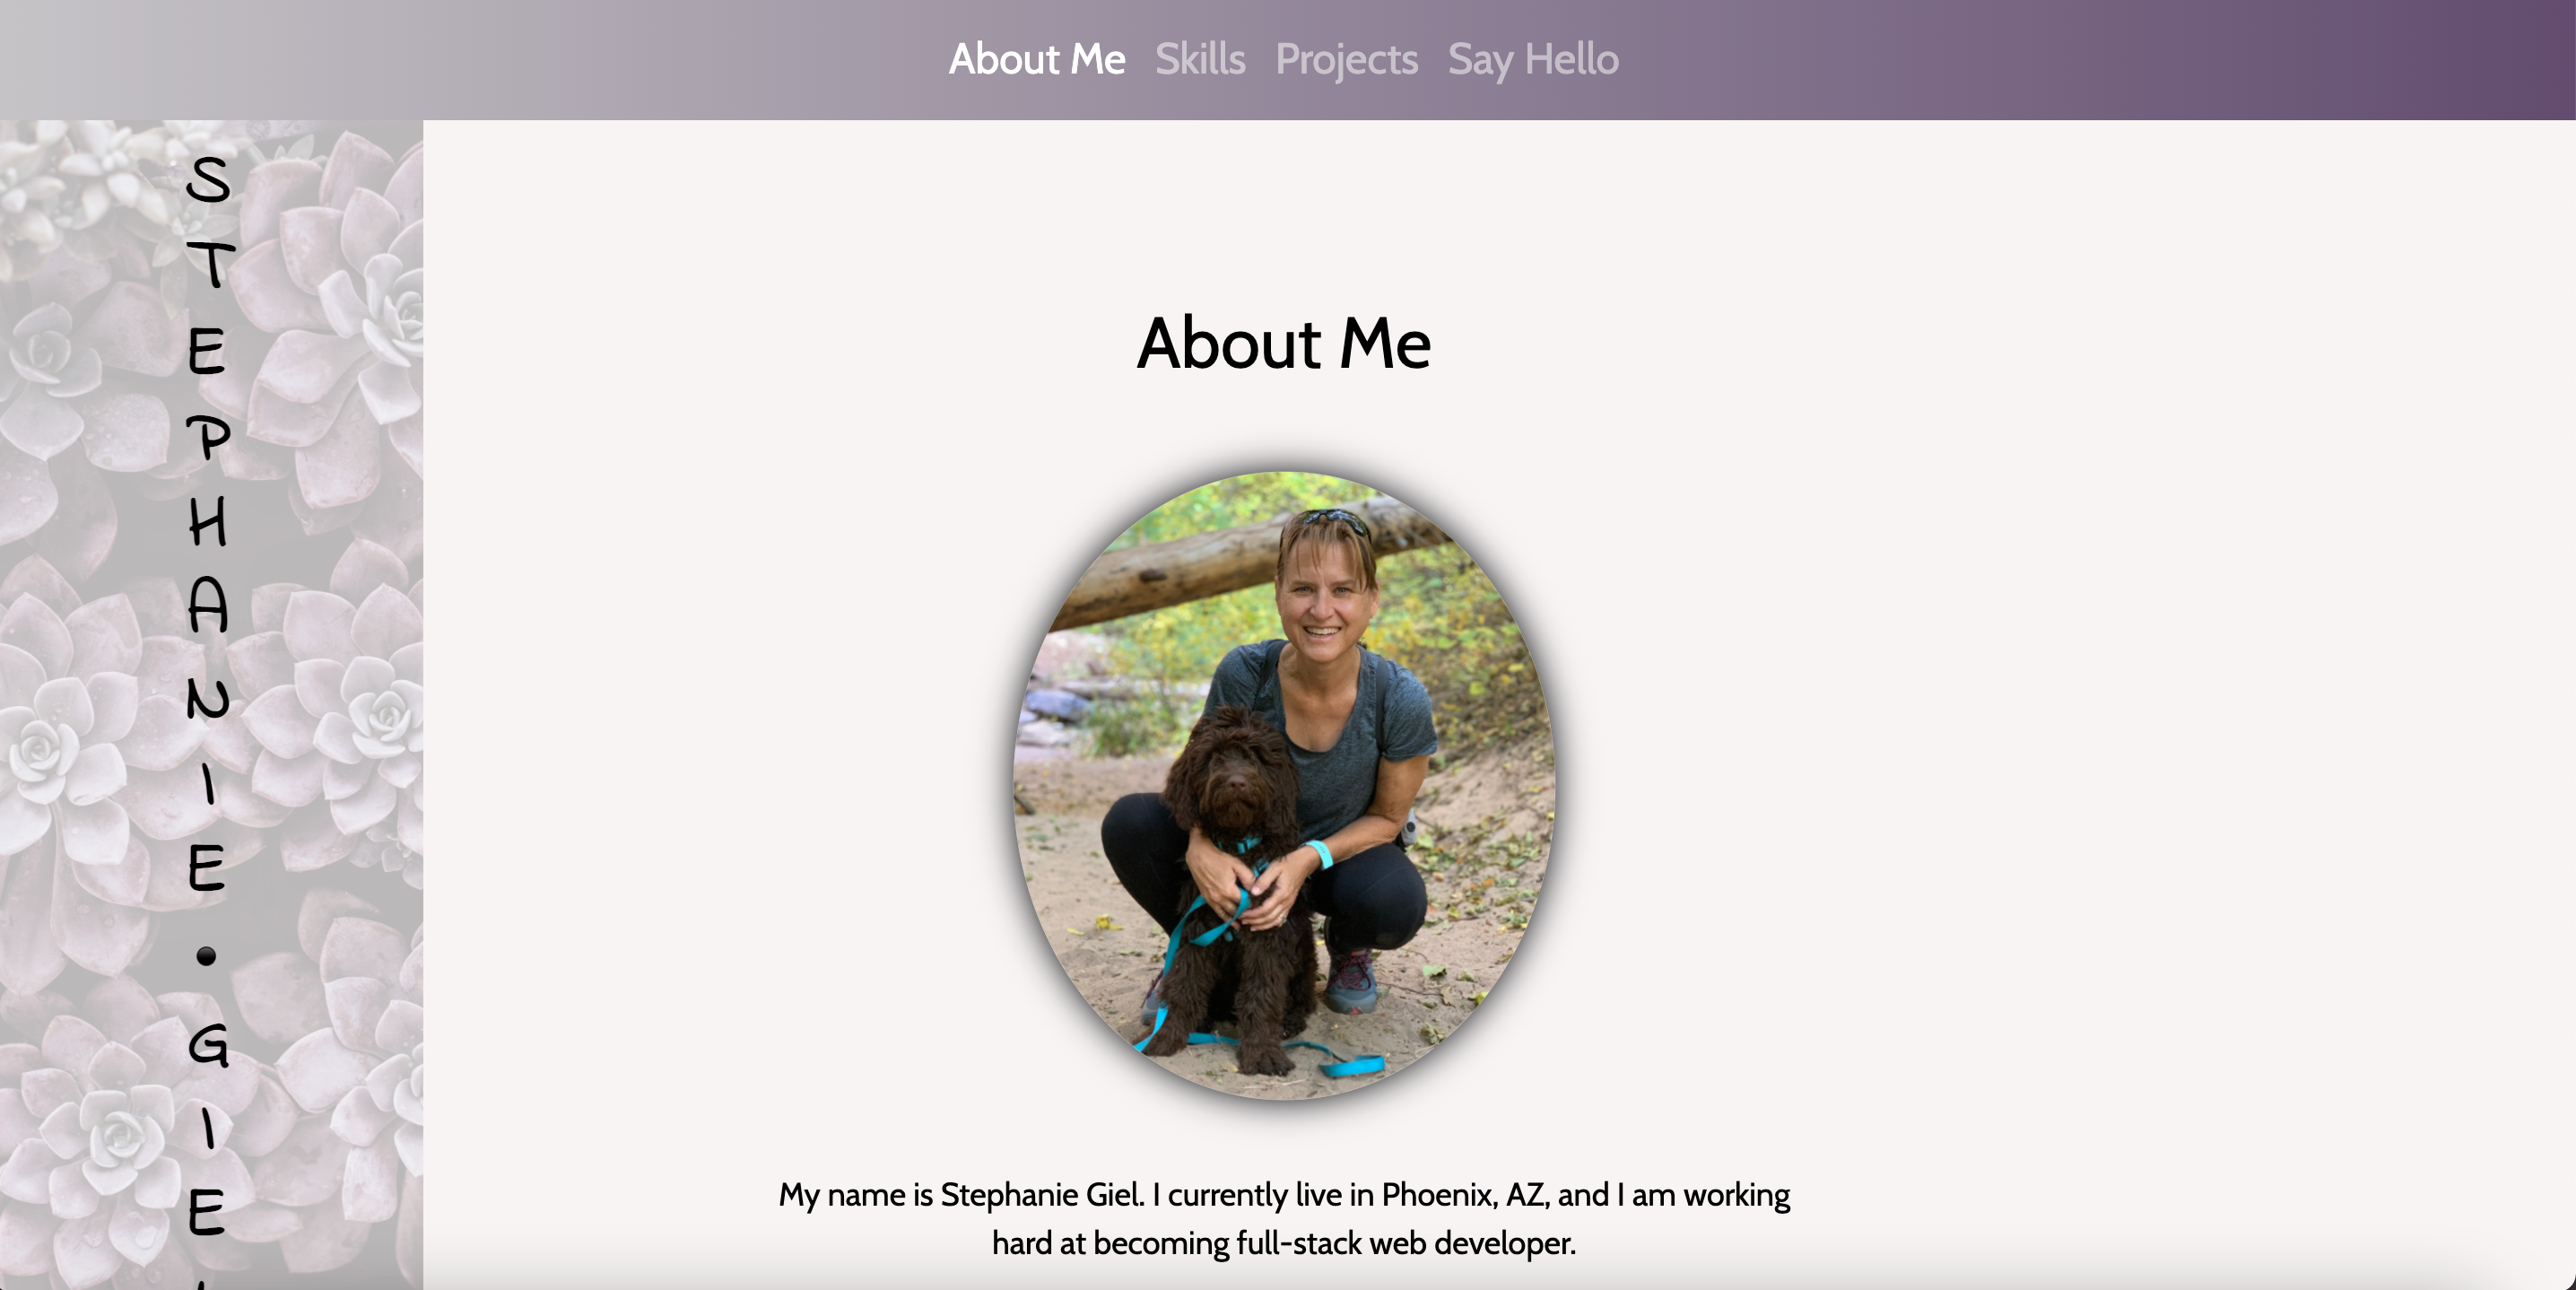 About Me Skills Projects Say Hello
S
T
E
P
H
A
N
I
E
•
G
I
E
About Me
My name is Stephanie Giel. I currently live in Phoenix, AZ, and I am working
hard at becoming full-stack web developer.